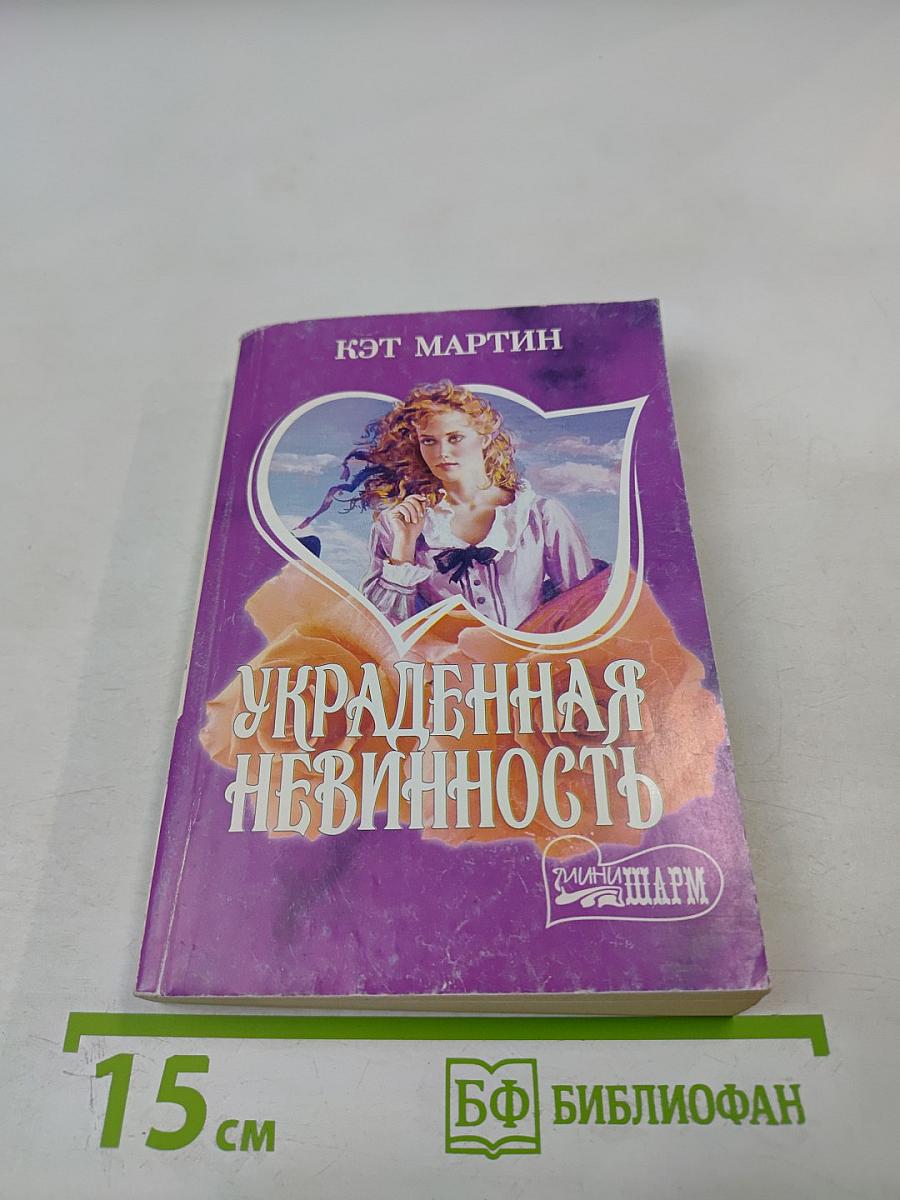 КЭТ МАРТИН
УКРАДЕННАЯ
НЕВИННОСТЬ
МИНИ ШАРМ
15 см
БФ БИБЛИОФАН